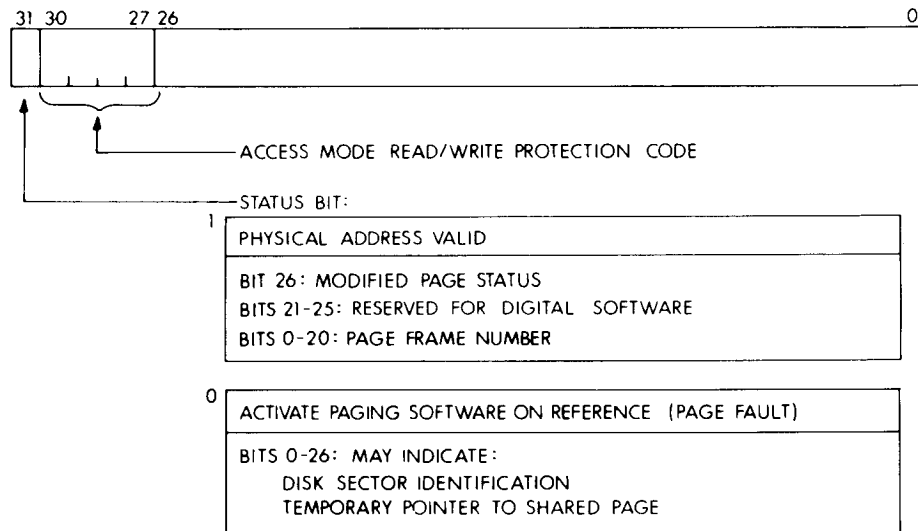 31 30 27 26 0
ACCESS MODE READ/WRITE PROTECTION CODE
STATUS BIT:
1
PHYSICAL ADDRESS VALID
BIT 26: MODIFIED PAGE STATUS
BITS 21-25: RESERVED FOR DIGITAL SOFTWARE
BITS 0-20: PAGE FRAME NUMBER
0
ACTIVATE PAGING SOFTWARE ON REFERENCE (PAGE FAULT)
BITS 0-26: MAY INDICATE:
DISK SECTOR IDENTIFICATION
TEMPORARY POINTER TO SHARED PAGE